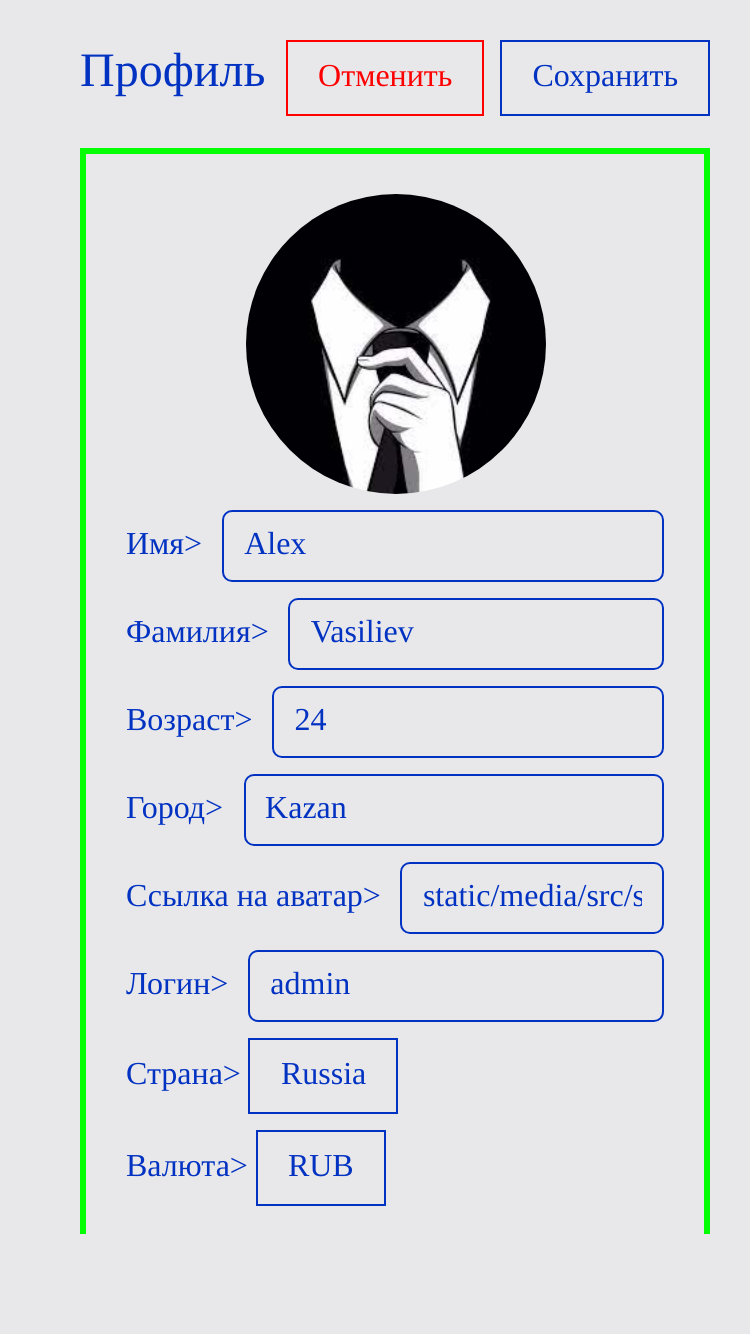 Профиль Отменить Сохранить
Имя> Alex
Фамилия> Vasiliev
Возраст> 24
Город> Kazan
Ссылка на аватар> static/media/src/s
Логин> admin
Страна> Russia
Валюта> RUB